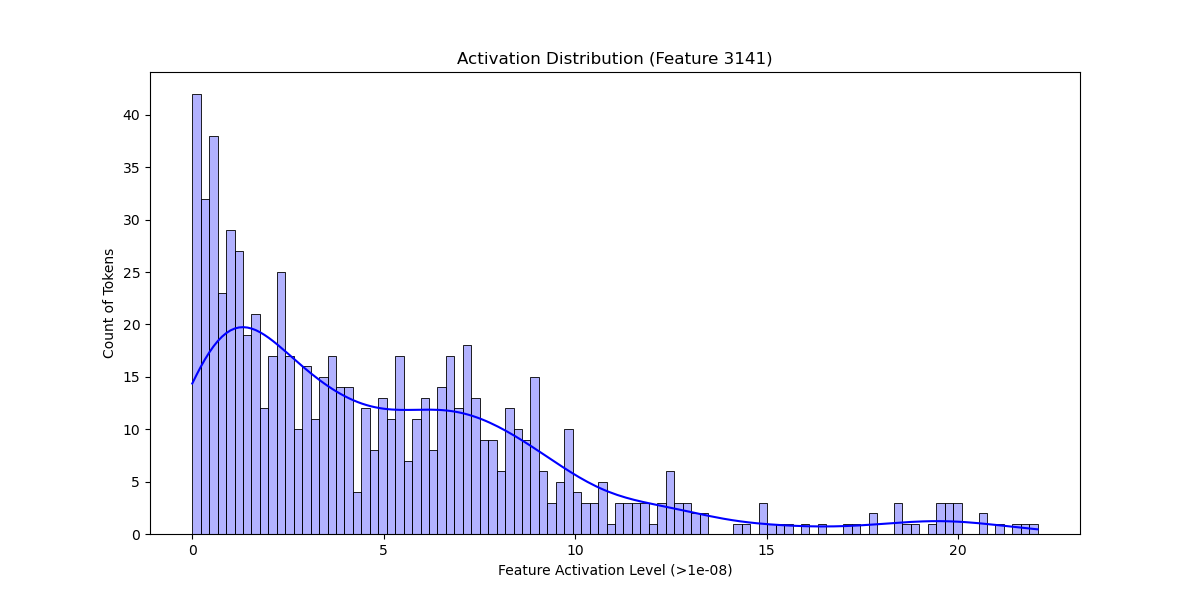 Activation Distribution (Feature 3141)
Count of Tokens
40
35
30
25
20
15
10
5
0
0 5 10 15 20
Feature Activation Level (>1e-08)